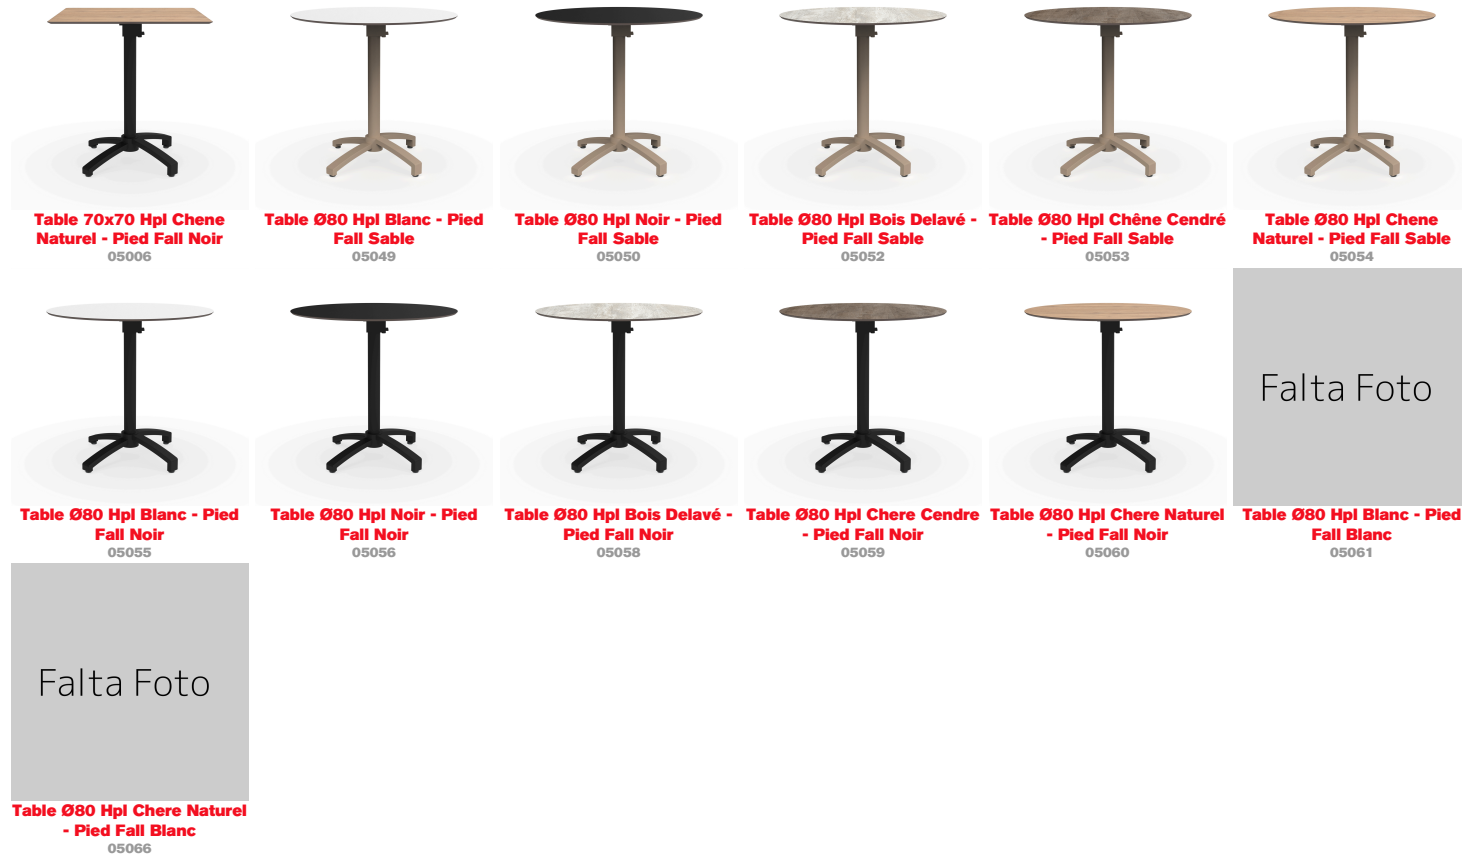 Table 70x70 Hpl Chene
Naturel - Pied Fall Noir
05006
Table Ø80 Hpl Blanc - Pied
Fall Sable
05049
Table Ø80 Hpl Noir - Pied
Fall Sable
05050
Table Ø80 Hpl Bois Delavé -
Pied Fall Sable
05052
Table Ø80 Hpl Chêne Cendré
- Pied Fall Sable
05053
Table Ø80 Hpl Chene
Naturel - Pied Fall Sable
05054
Table Ø80 Hpl Blanc - Pied
Fall Noir
05055
Table Ø80 Hpl Noir - Pied
Fall Noir
05056
Table Ø80 Hpl Bois Delavé -
Pied Fall Noir
05058
Table Ø80 Hpl Chere Cendre
- Pied Fall Noir
05059
Table Ø80 Hpl Chere Naturel
- Pied Fall Noir
05060
Falta Foto
Table Ø80 Hpl Blanc - Pied
Fall Blanc
05061
Falta Foto
Table Ø80 Hpl Chere Naturel
- Pied Fall Blanc
05066